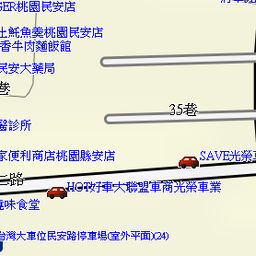 GER桃園民安店
土魠魚羹桃園民安店
香牛肉麵飯館
民安大藥局
巷
35巷
醫診所
家便利商店桃園縣安店
SAVE光榮
二路
HOT好車大聯盟車商光榮車業
趣味食堂
台灣大車位民安路停車場(室外平面)(24)